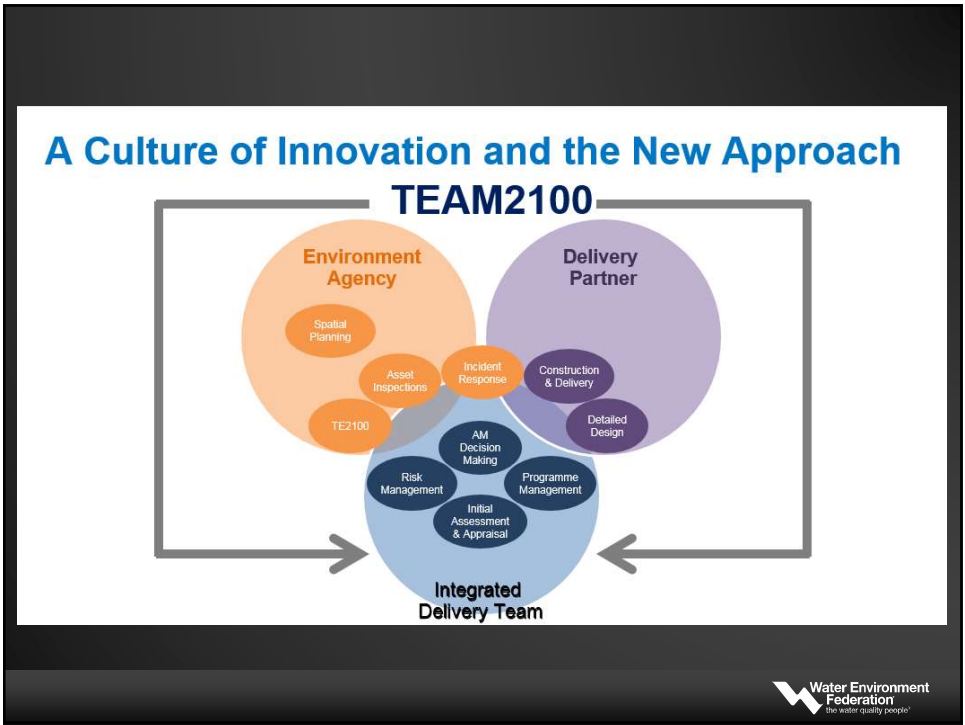 A Culture of Innovation and the New Approach
TEAM2100
Environment
Agency
Delivery
Partner
Spatial
Planning
Asset
Inspections
Incident
Response
Construction
& Delivery
TE2100
Detailed
Design
AM
Decision
Making
Risk
Management
Programme
Management
Initial
Assessment
& Appraisal
Integrated
Delivery Team
Water Environment
Federation
the water quality people®